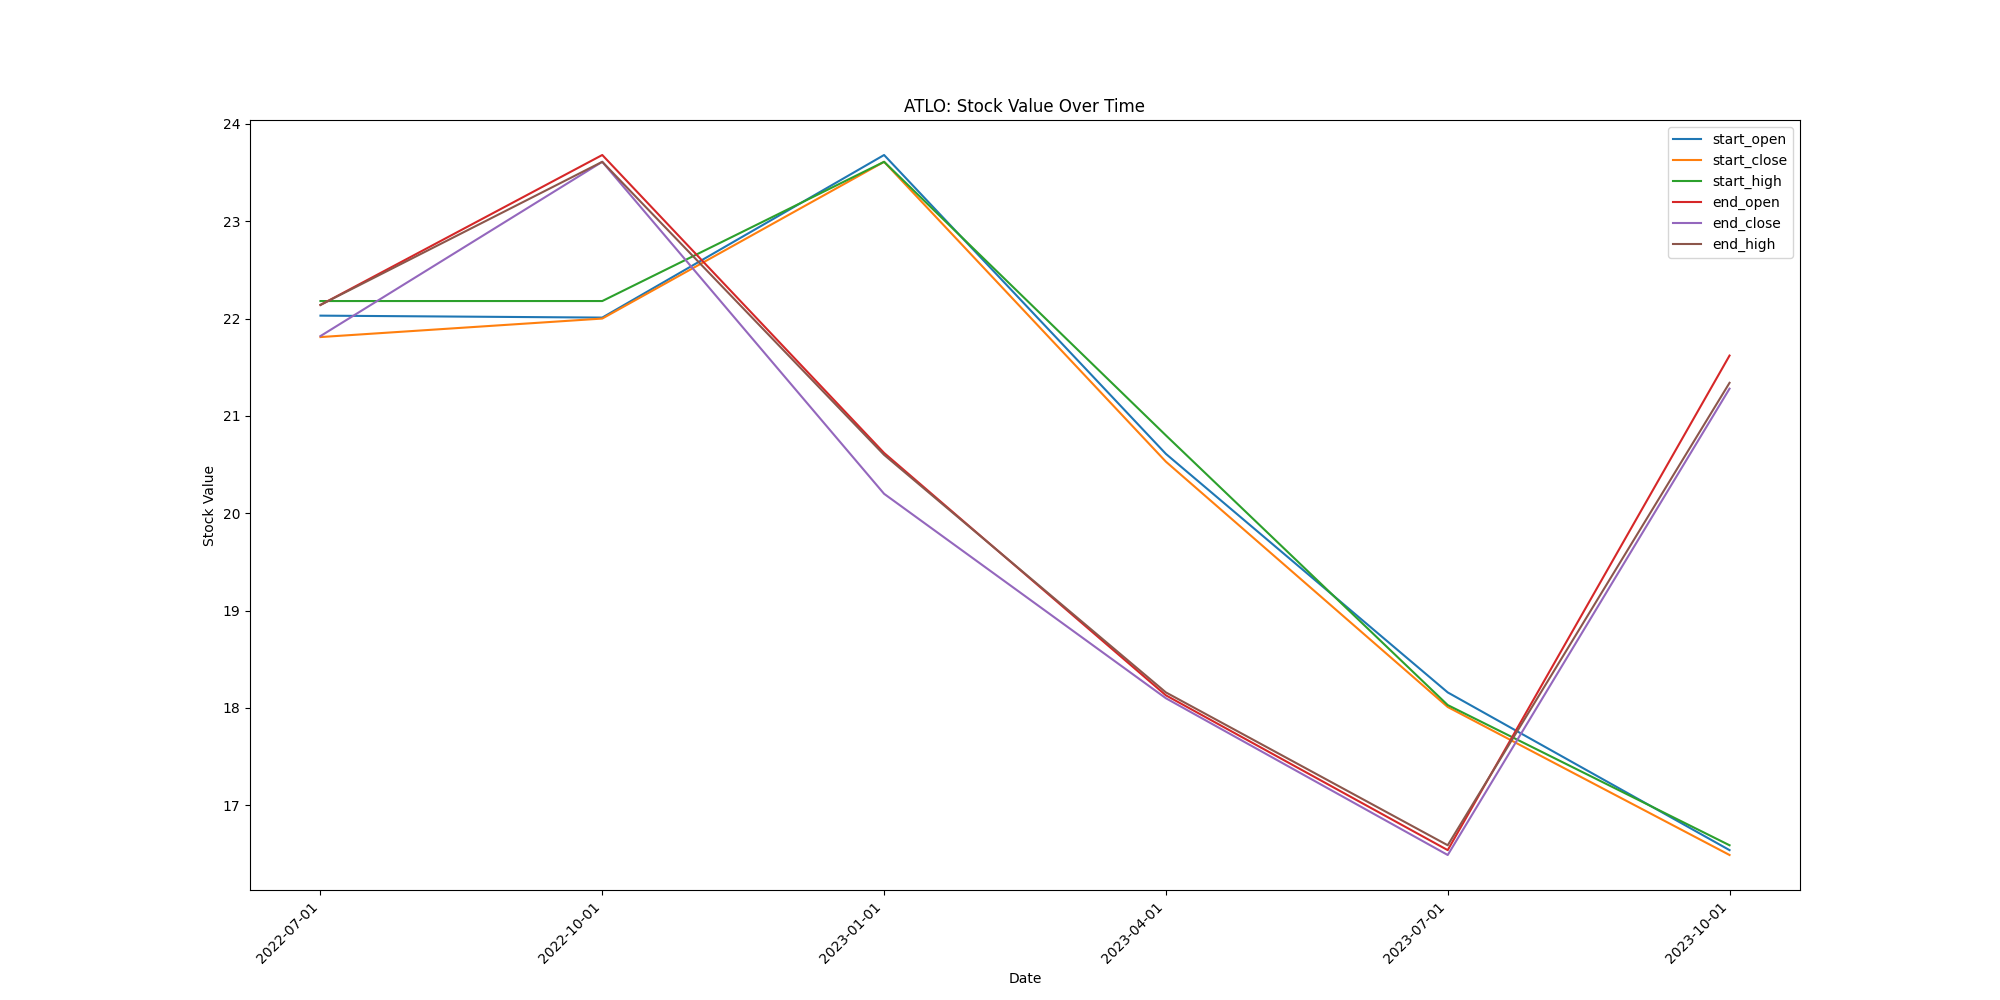 ATLO: Stock Value Over Time
24
23
22
21
20
19
18
17
Stock Value
start_open
start_close
start_high
end_open
end_close
end_high
2022-07-01
2022-10-01
2023-01-01
2023-04-01
2023-07-01
2023-10-01
Date